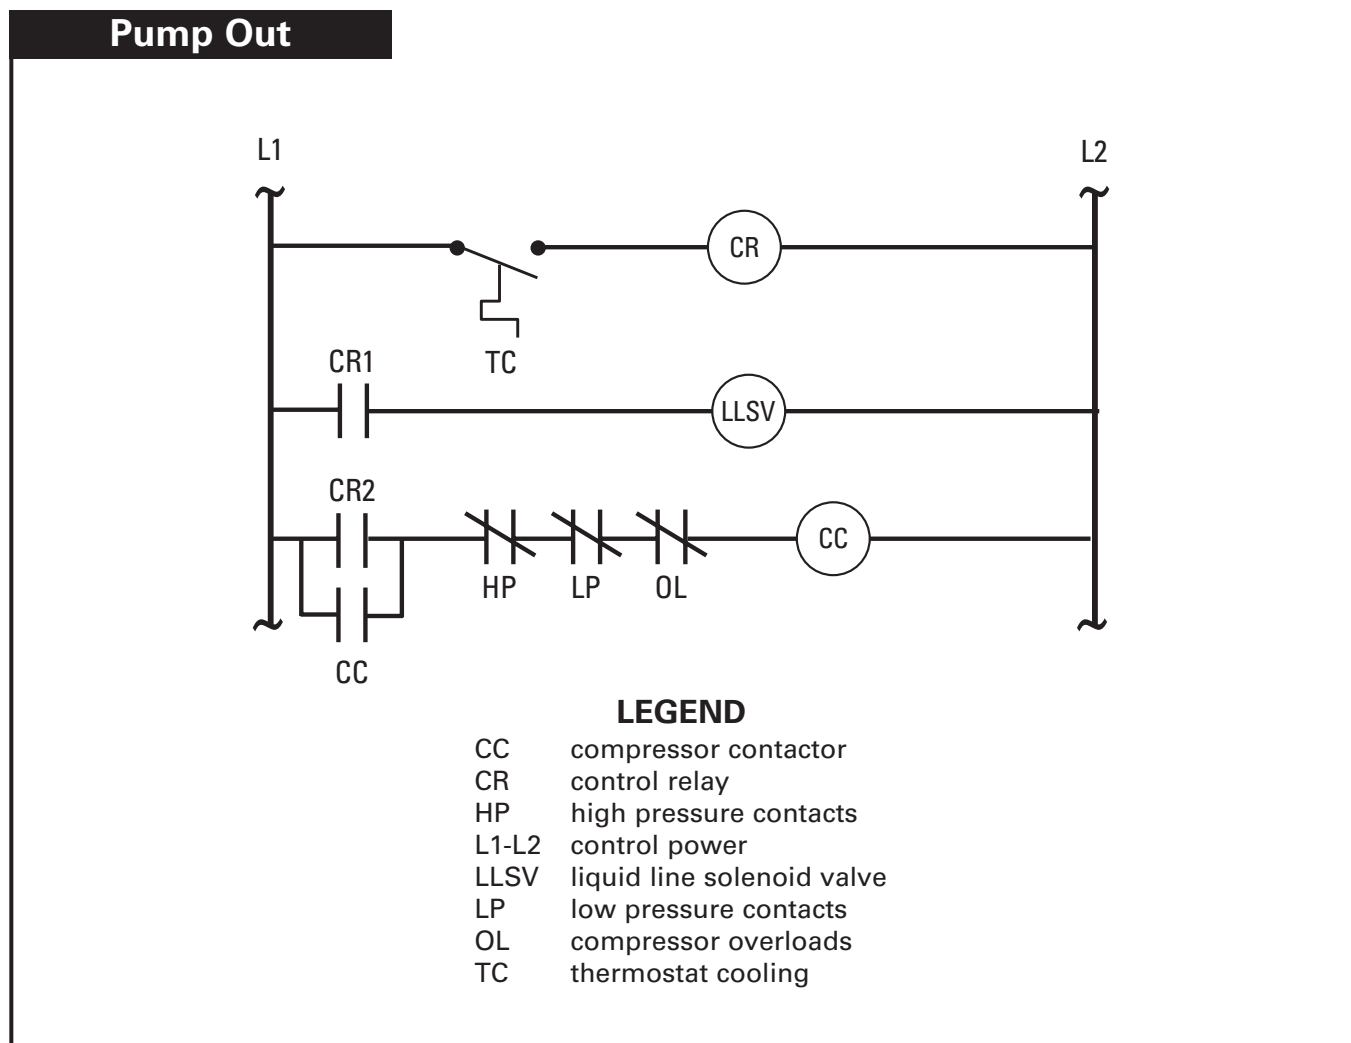 Pump Out
L1
L2
CR
TC
CR1
LLSV
CR2
CC
HP
LP
OL
CC
LEGEND
CC compressor contactor
CR control relay
HP high pressure contacts
L1-L2 control power
LLSV liquid line solenoid valve
LP low pressure contacts
OL compressor overloads
TC thermostat cooling